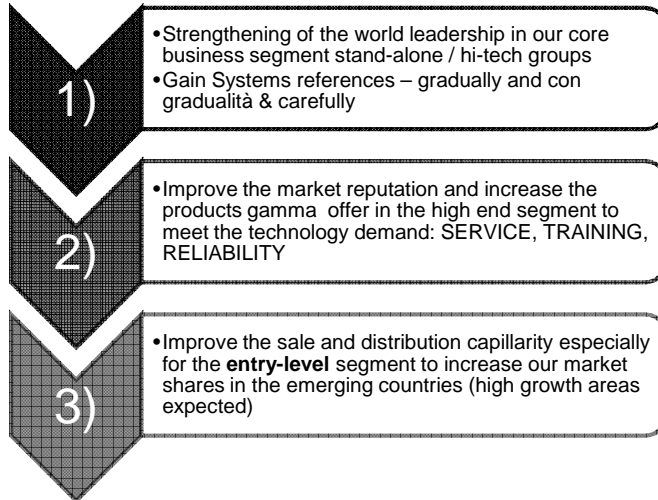 1)
•Strengthening of the world leadership in our core
business segment stand-alone / hi-tech groups
•Gain Systems references – gradually and con
gradualità & carefully
2)
•Improve the market reputation and increase the
products gamma  offer in the high end segment to
meet the technology demand: SERVICE, TRAINING,
RELIABILITY
3)
•Improve the sale and distribution capillarity especially
for the entry-level segment to increase our market
shares in the emerging countries (high growth areas
expected)